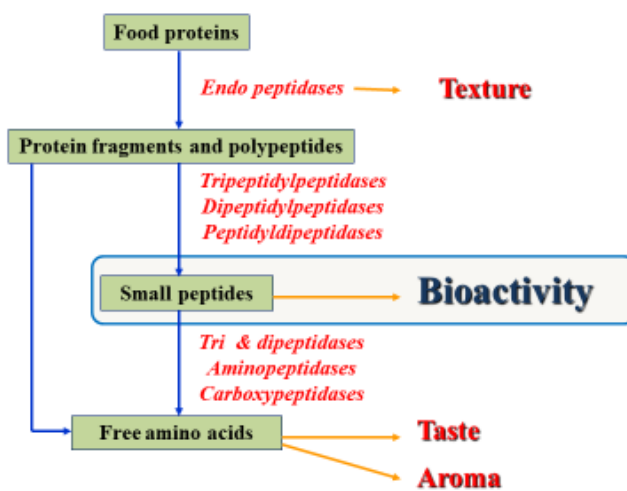 Food proteins
Endo peptidases
Texture
Protein fragments and polypeptides
Tripeptidylpeptidases
Dipeptidylpeptidases
Peptidyldipeptidases
Small peptides
Bioactivity
Tri & dipeptidases
Aminopeptidases
Carboxypeptidases
Free amino acids
Taste
Aroma